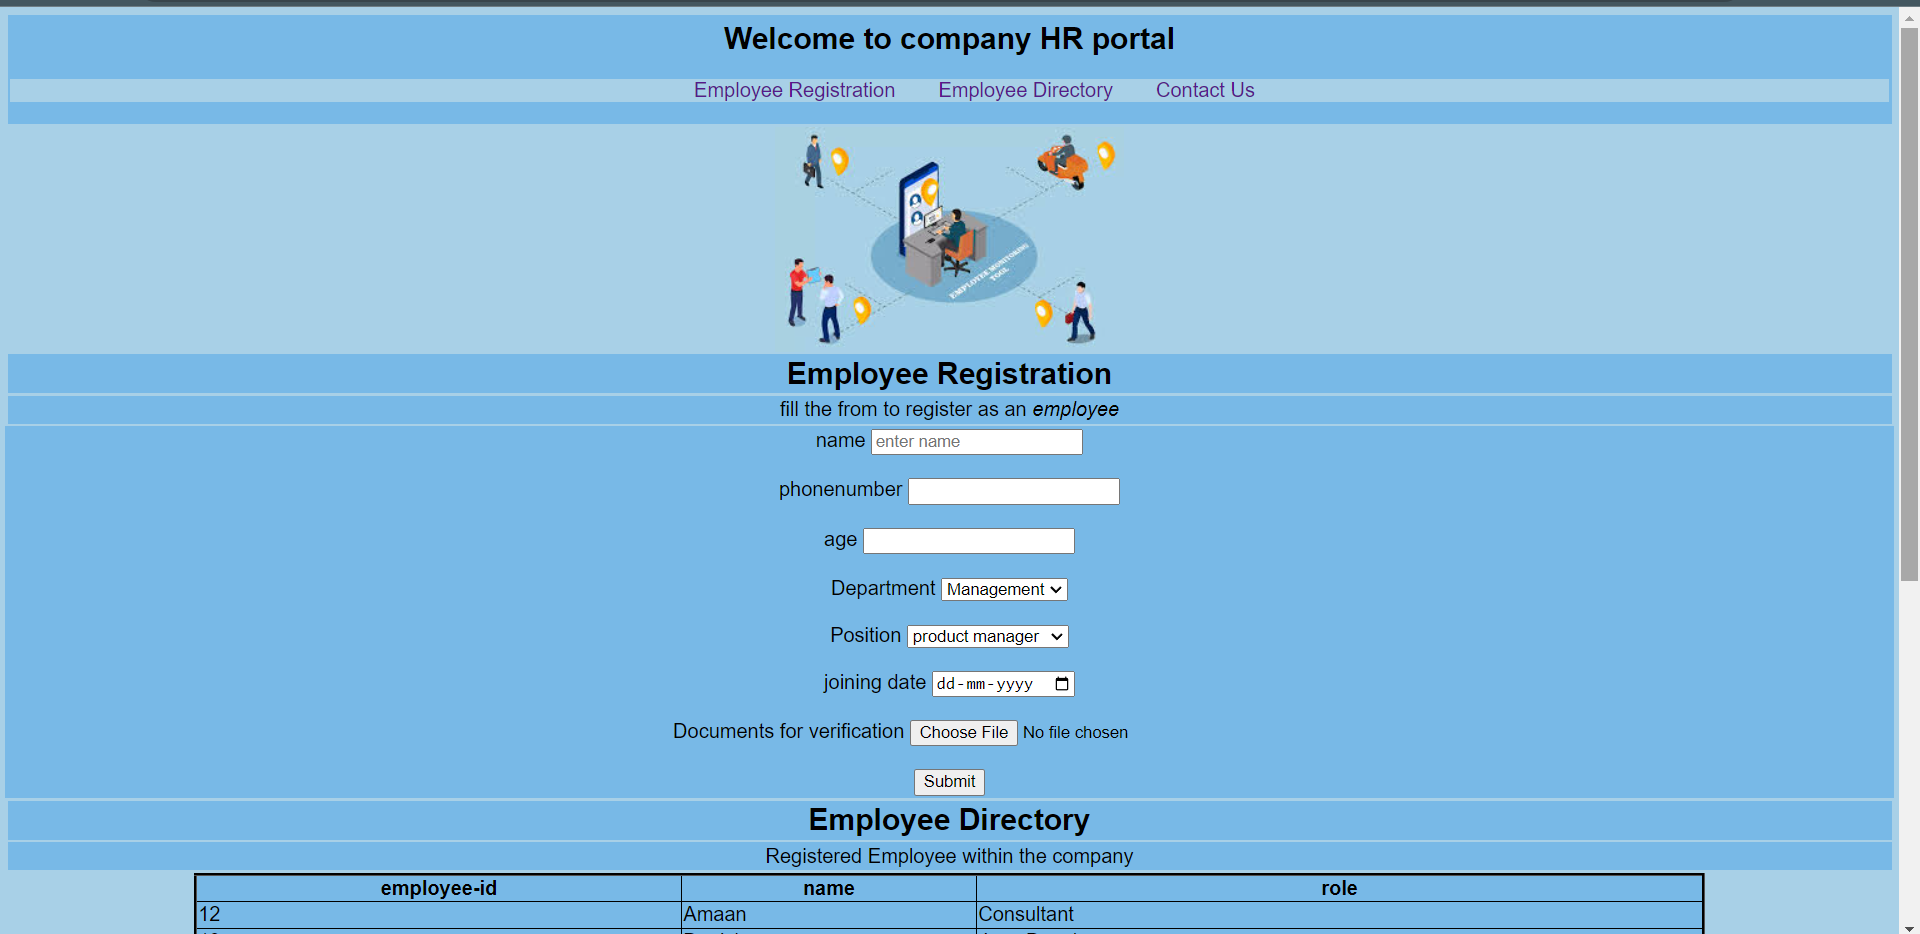 Welcome to company HR portal
Employee Registration Employee Directory Contact Us
EMPLOYEE MONITORING
TOOL
Employee Registration
fill the from to register as an employee
name enter name
phonenumber
age
Department Management
Position product manager
joining date dd-mm-yyyy
Documents for verification Choose File No file chosen
Submit
Employee Directory
Registered Employee within the company
employee-id name role
12 Amaan Consultant